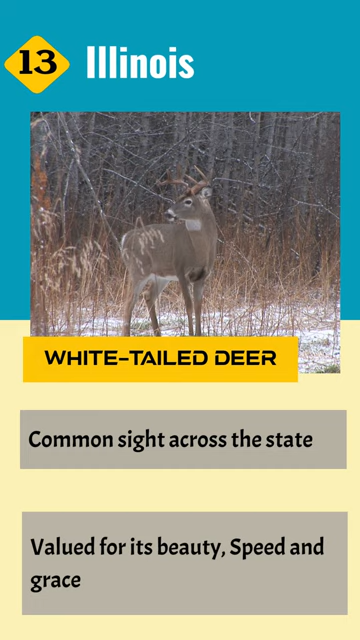 13
Illinois
WHITE-TAILED DEER
Common sight across the state
Valued for its beauty, Speed and
grace